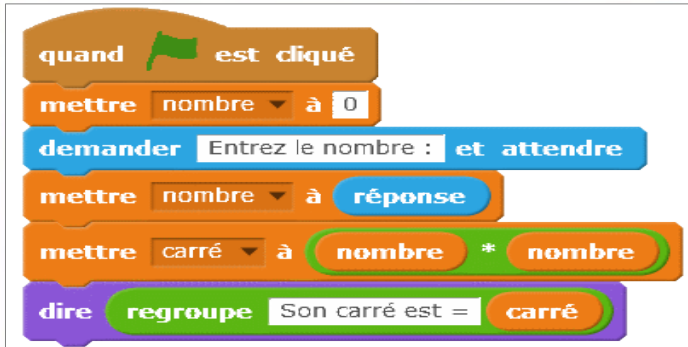 quand est cliqué
mettre nombre à 0
demander Entrez le nombre : et attendre
mettre nombre à réponse
mettre carré à nombre * nombre
dire regroupe Son carré est = carré